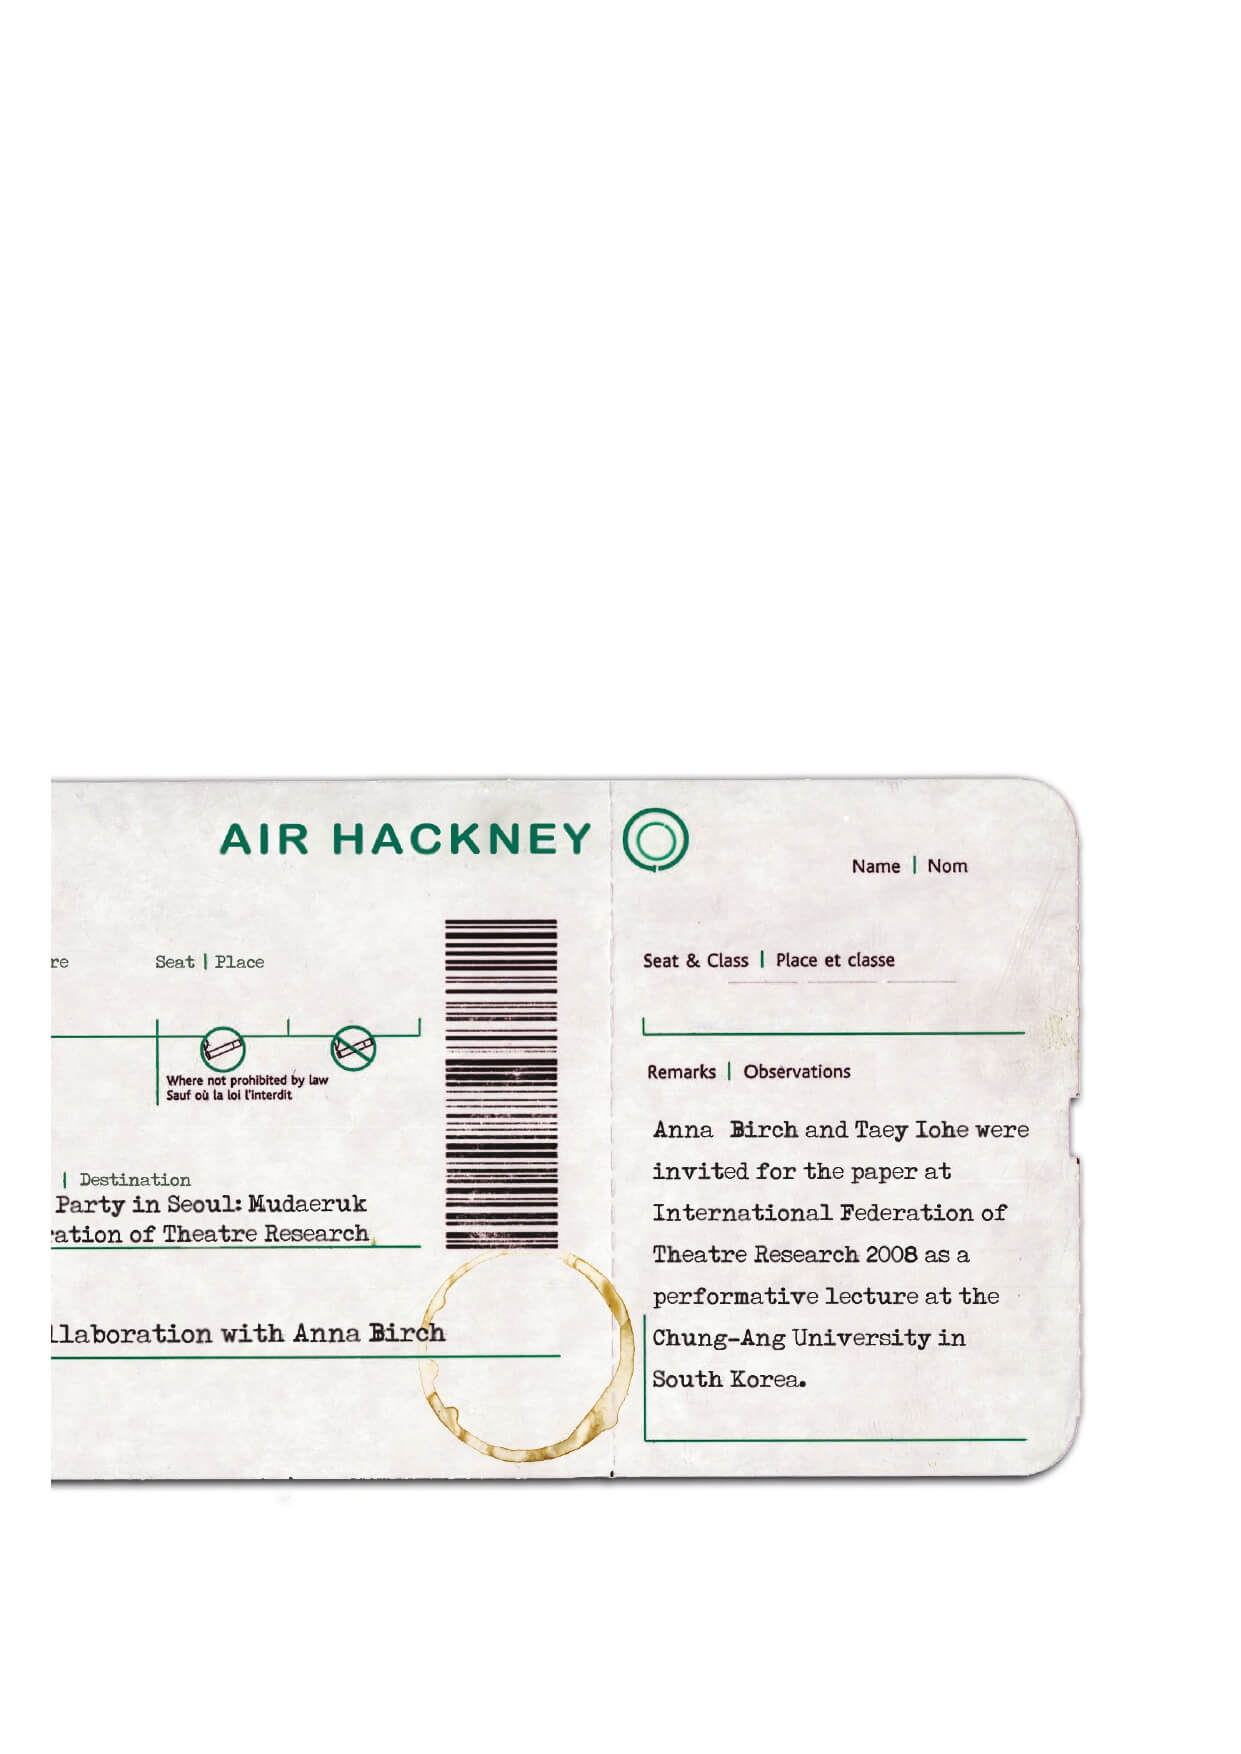 AIR HACKNEY
re
Seat | Place
Where not prohibited by law
Sauf où la loi l'interdit
| Destination
Party in Seoul: Mudaeruk
ration of Theatre Research
llaboration with Anna Birch
Name | Nom
Seat & Class | Place et classe
Remarks | Observations
Anna Birch and Taey Iohe were
invited for the paper at
International Federation of
Theatre Research 2008 as a
performative lecture at the
Chung-Ang University in
South Korea.